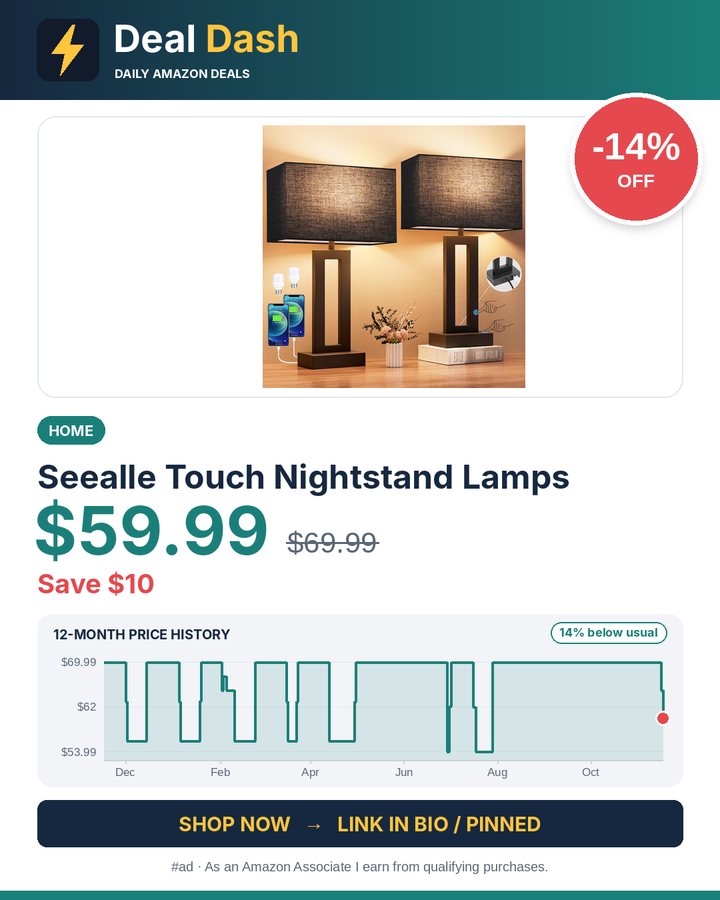 Deal Dash
DAILY AMAZON DEALS
-14%
OFF
HOME
Seealle Touch Nightstand Lamps
$59.99 $69.99
Save $10
12-MONTH PRICE HISTORY
14% below usual
$69.99
$62
$53.99
Dec Feb Apr Jun Aug Oct
SHOP NOW → LINK IN BIO / PINNED
#ad · As an Amazon Associate I earn from qualifying purchases.